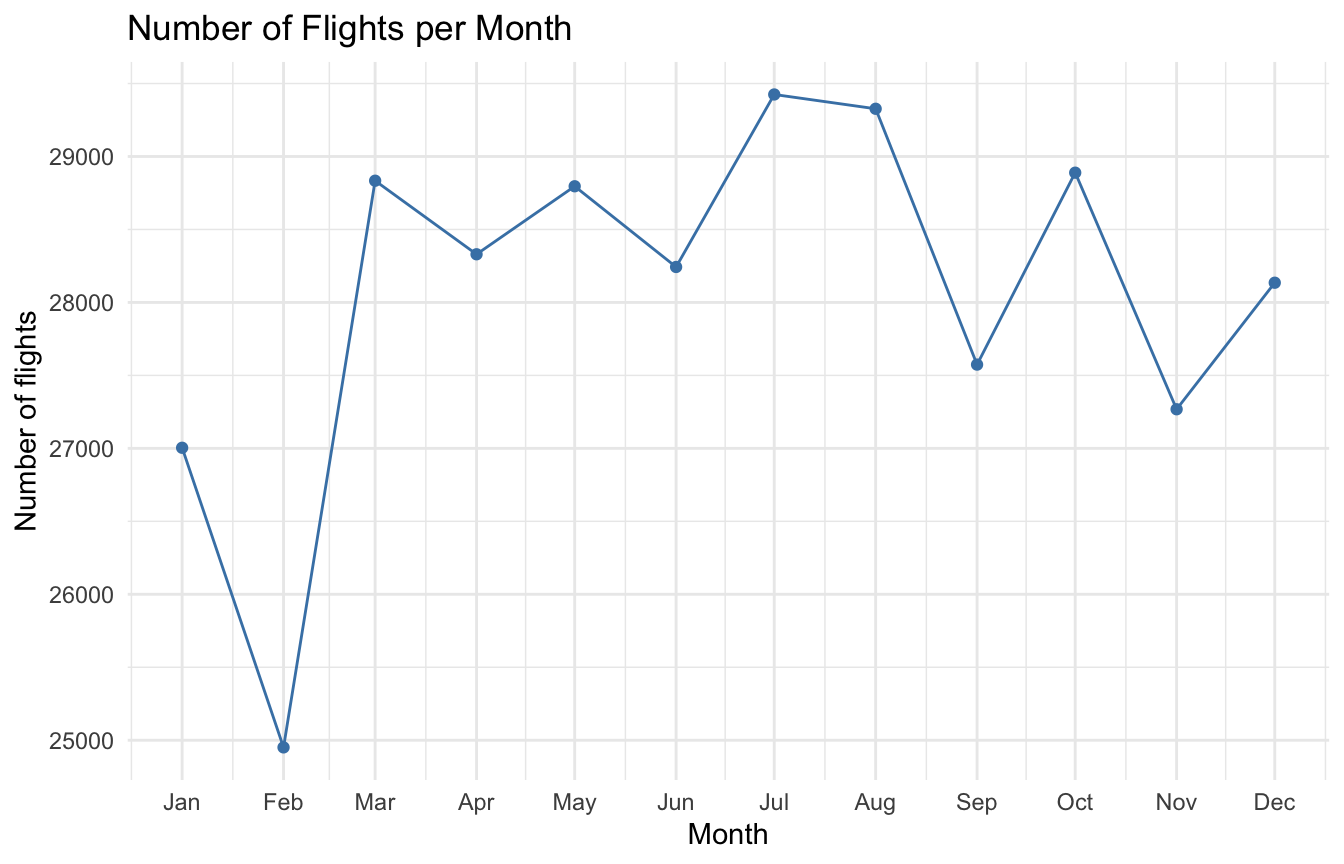 Number of Flights per Month
Number of flights
29000
28000
27000
26000
25000
Jan Feb Mar Apr May Jun Jul Aug Sep Oct Nov Dec
Month